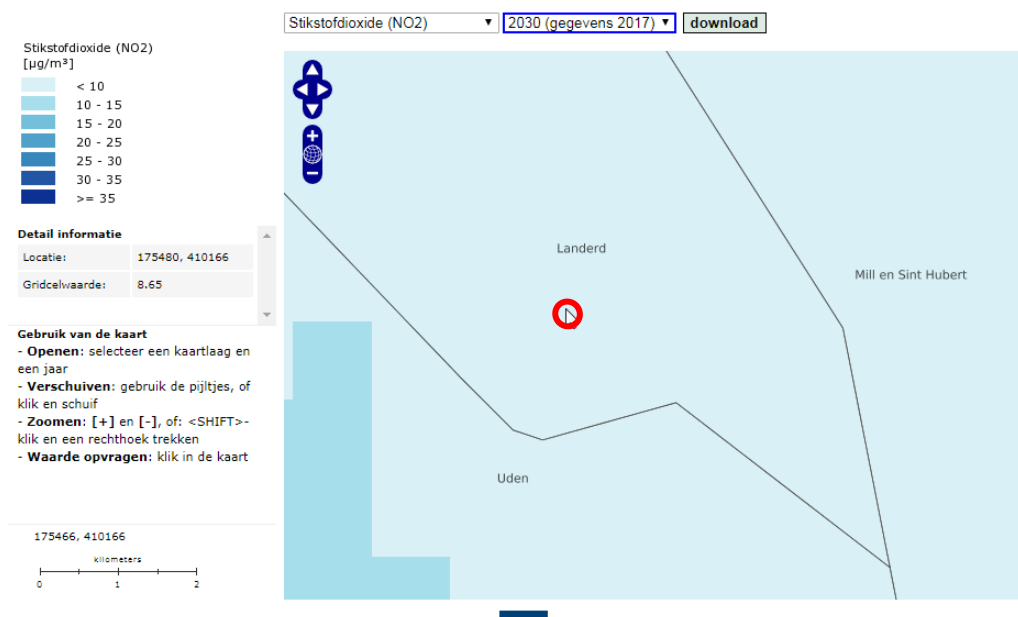 Stikstofdioxide (NO2) 2030 (gegevens 2017) download
Stikstofdioxide (NO2)
[µg/m³]
< 10
10 - 15
15 - 20
20 - 25
25 - 30
30 - 35
>= 35
Detail informatie
Locatie: 175480, 410166
Gridcelwaarde: 8.65
Gebruik van de kaart
- Openen: selecteer een kaartlaag en
een jaar
- Verschuiven: gebruik de pijltjes, of
klik en schuif
- Zoomen: [+] en [-], of: <SHIFT>-
klik en een rechthoek trekken
- Waarde opvragen: klik in de kaart
175466, 410166
kilometers
0 1 2
Landerd
Mill en Sint Hubert
Uden